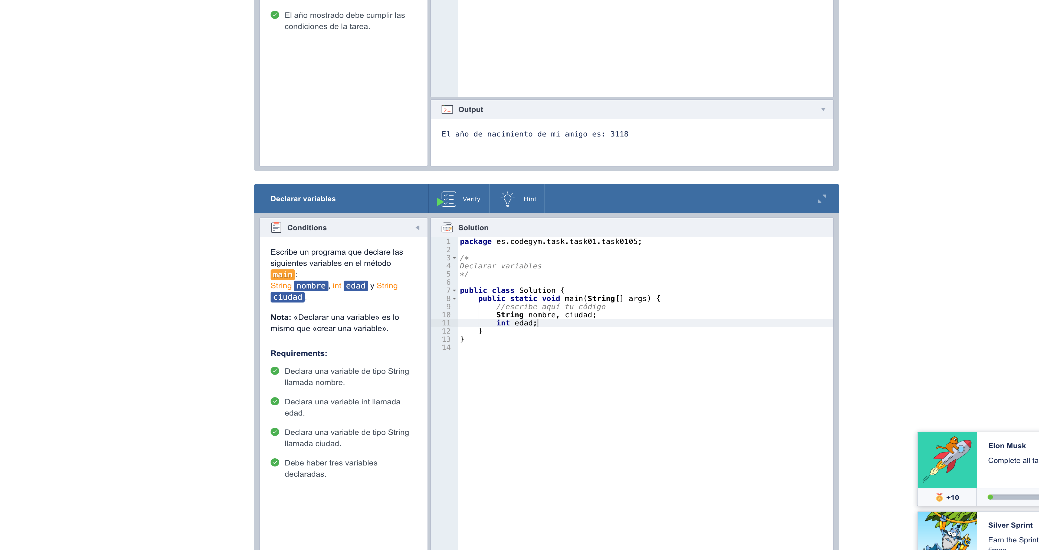 El año mostrado debe cumplir las
condiciones de la tarea.
Output
El año de nacimiento de mi amigo es: 3118
Declarar variables
Verify
Hint
Conditions
Solution
Escribe un programa que declare las
siguientes variables en el método
main:
String nombre, int edad y String
ciudad
Nota: «Declarar una variable» es lo
mismo que «crear una variable».
Requirements:
Declara una variable de tipo String
llamada nombre.
Declara una variable int llamada
edad.
Declara una variable de tipo String
llamada ciudad.
Debe haber tres variables
declaradas.
1 package es.codegym.task.task01.task0105;
2
3 /*
4 Declarar variables
5 */
6
7 public class Solution {
8 public static void main(String[] args) {
9 //escribe aquí tu código
10 String nombre, ciudad;
11 int edad;
12 }
13 }
14
Elon Musk
Complete all ta
+10
Silver Sprint
Earn the Sprint